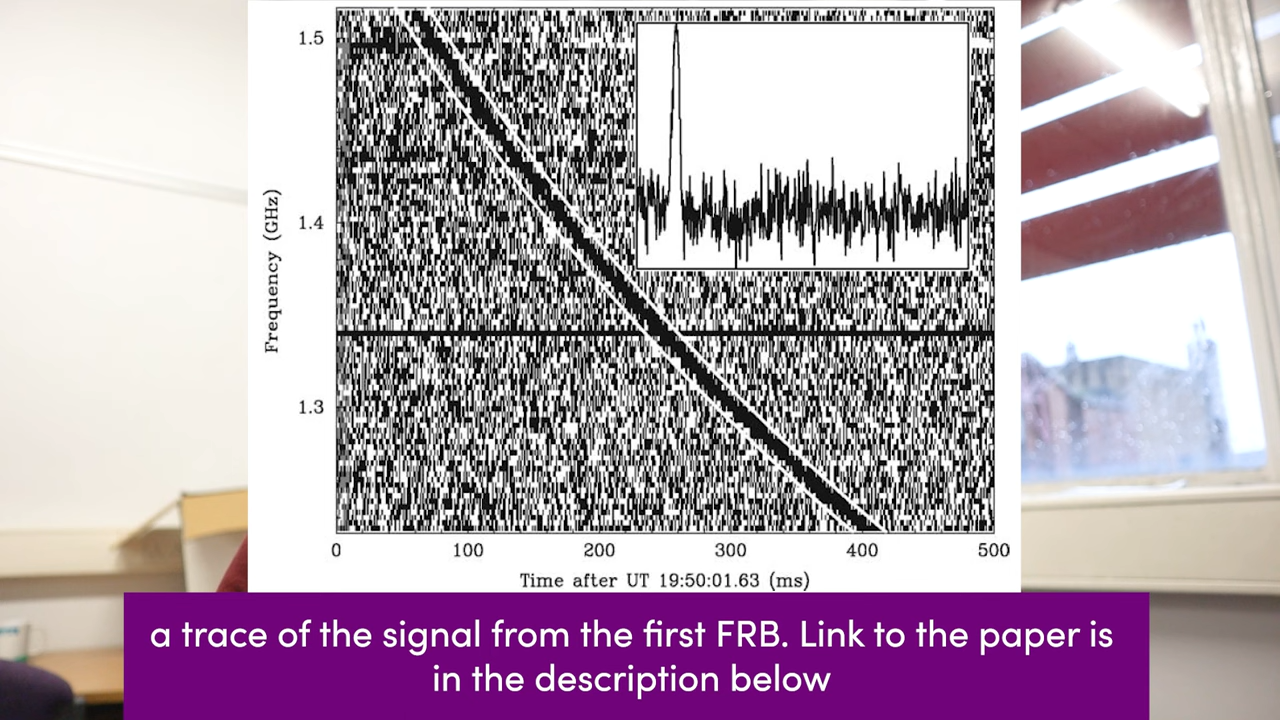 1.5
1.4
1.3
Frequency (GHz)
0 100 200 300 400 500
Time after UT 19:50:01.63 (ms)
a trace of the signal from the first FRB. Link to the paper is
in the description below